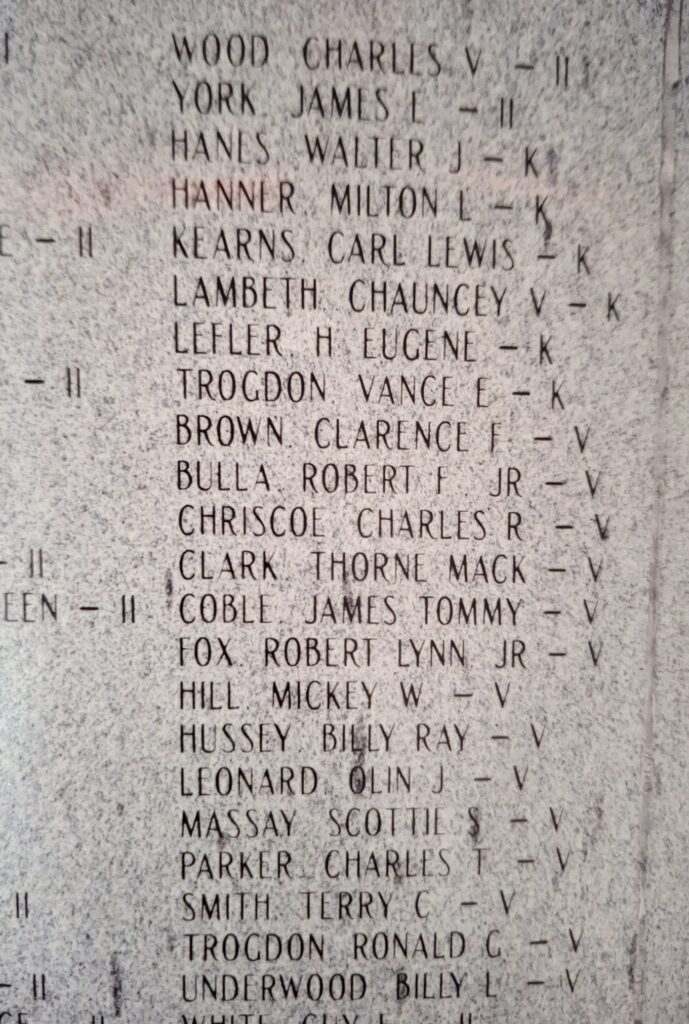 WOOD CHARLES V – II
YORK JAMES E – II
HANES WALTER J – K
HANNER MILTON L – K
E – II KEARNS CARL LEWIS – K
LAMBETH CHAUNCEY V – K
LEFLER H EUGENE – K
– II TROGDON VANCE E – K
BROWN CLARENCE F – V
BULLA ROBERT F JR – V
CHRISCOE CHARLES R – V
– II CLARK THORNE MACK – V
EEN – II COBLE JAMES TOMMY – V
FOX ROBERT LYNN JR – V
HILL MICKEY W – V
HUSSEY BILLY RAY – V
LEONARD OLIN J – V
MASSAY SCOTTIE S – V
PARKER CHARLES T – V
II SMITH TERRY C – V
TROGDON RONALD G – V
– II UNDERWOOD BILLY L – V
WHITE GUY